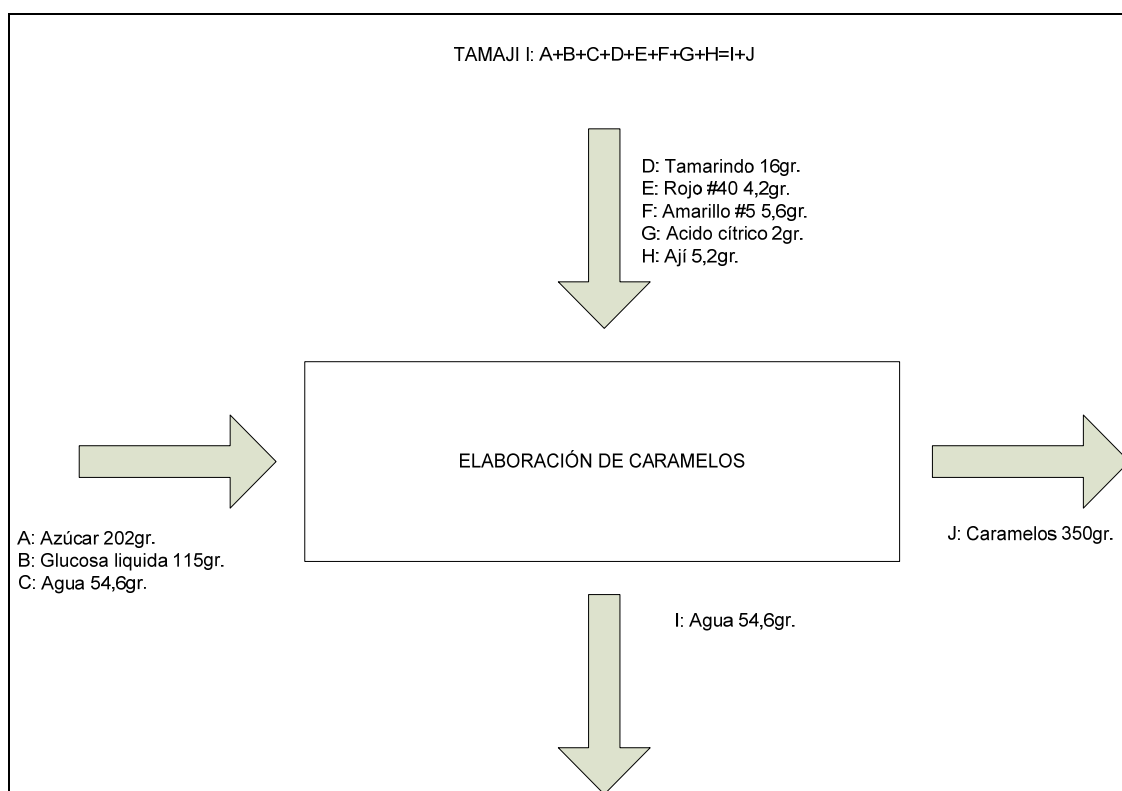 TAMAJI I: A+B+C+D+E+F+G+H=I+J
D: Tamarindo 16gr.
E: Rojo #40 4,2gr.
F: Amarillo #5 5,6gr.
G: Acido cítrico 2gr.
H: Ají 5,2gr.
ELABORACIÓN DE CARAMELOS
A: Azúcar 202gr.
B: Glucosa liquida 115gr.
C: Agua 54,6gr.
J: Caramelos 350gr.
I: Agua 54,6gr.